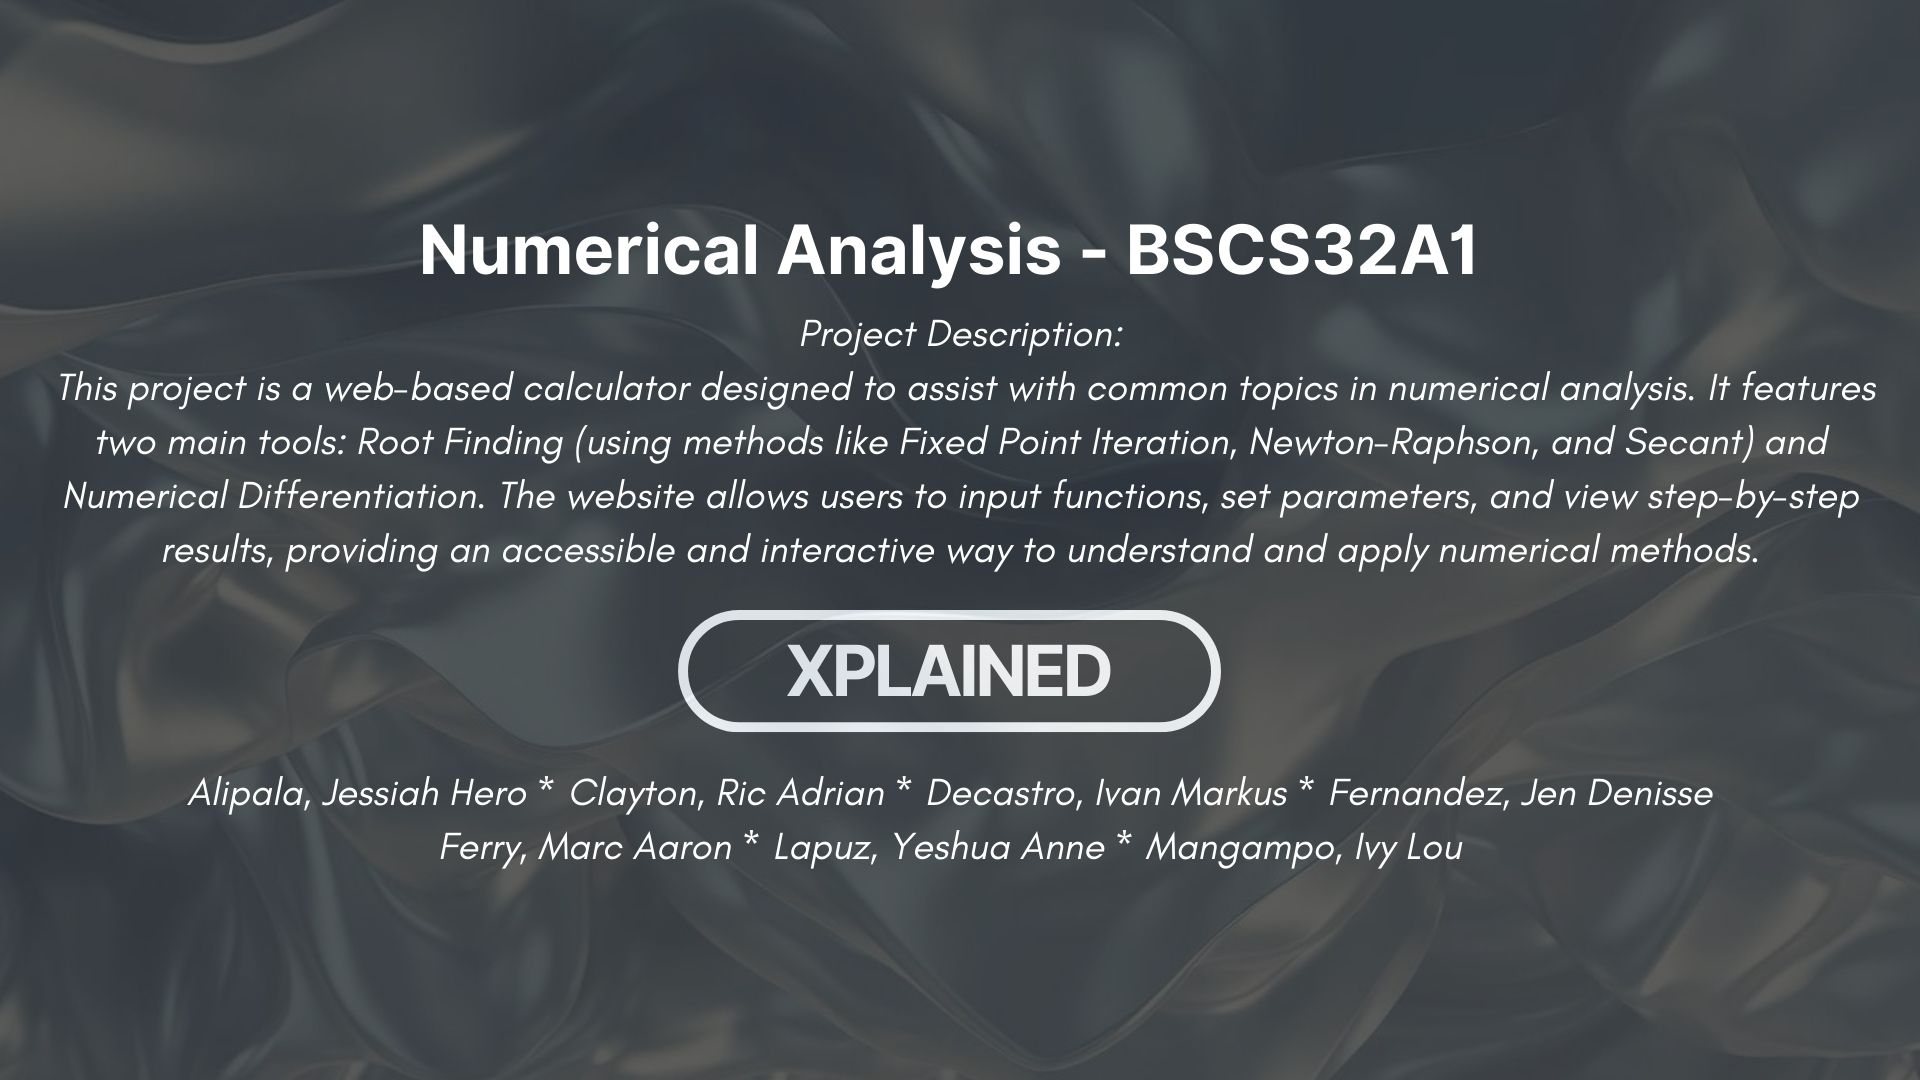 Numerical Analysis - BSCS32A1
Project Description:
This project is a web-based calculator designed to assist with common topics in numerical analysis. It features
two main tools: Root Finding (using methods like Fixed Point Iteration, Newton-Raphson, and Secant) and
Numerical Differentiation. The website allows users to input functions, set parameters, and view step-by-step
results, providing an accessible and interactive way to understand and apply numerical methods.
XPLAINED
Alipala, Jessiah Hero * Clayton, Ric Adrian * Decastro, Ivan Markus * Fernandez, Jen Denisse
Ferry, Marc Aaron * Lapuz, Yeshua Anne * Mangampo, Ivy Lou